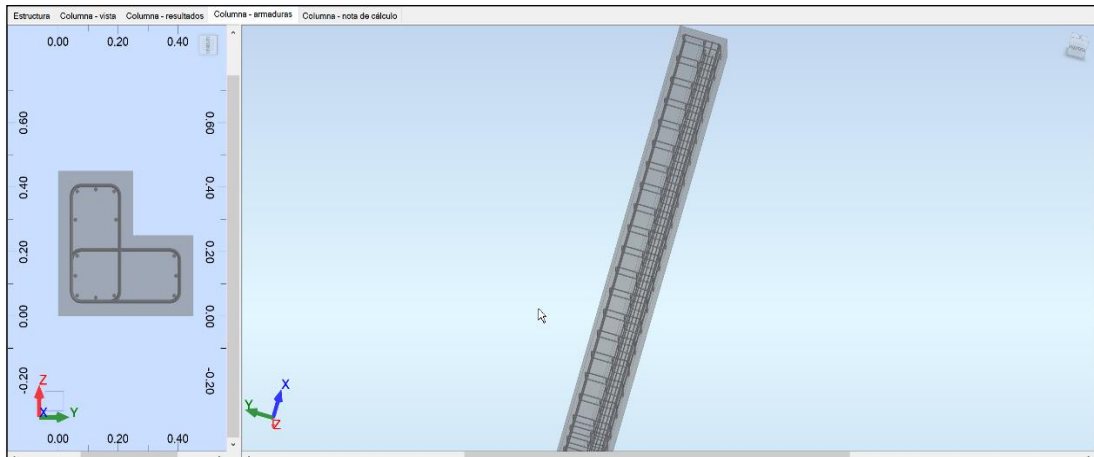 Estructura Columna - vista Columna - resultados Columna - armaduras Columna - nota de cálculo
0.00 0.20 0.40
0.60 0.60
0.40 0.40
0.20 0.20
0.00 0.00
-0.20 -0.20
Z
X Y
0.00 0.20 0.40
X
Y
Z